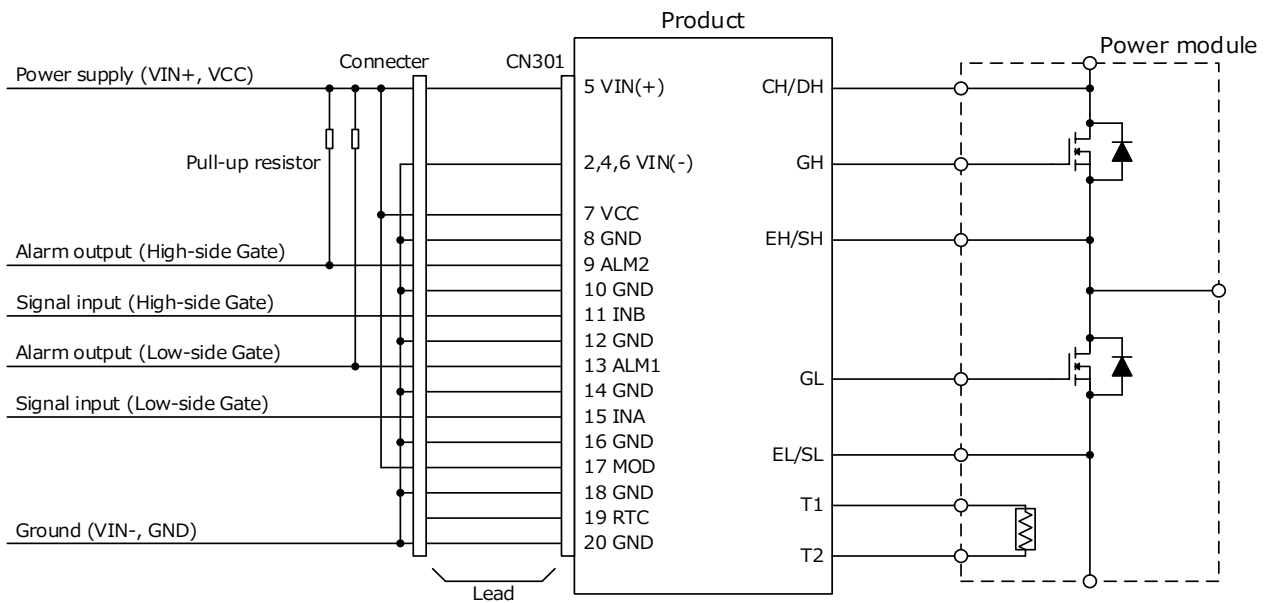 Product
Power module
Connecter
CN301
Power supply (VIN+, VCC)
5 VIN(+)
CH/DH
Pull-up resistor
2,4,6 VIN(-)
GH
7 VCC
8 GND
EH/SH
Alarm output (High-side Gate)
9 ALM2
10 GND
Signal input (High-side Gate)
11 INB
12 GND
Alarm output (Low-side Gate)
13 ALM1
GL
14 GND
Signal input (Low-side Gate)
15 INA
16 GND
EL/SL
17 MOD
18 GND
T1
19 RTC
Ground (VIN-, GND)
20 GND
T2
Lead